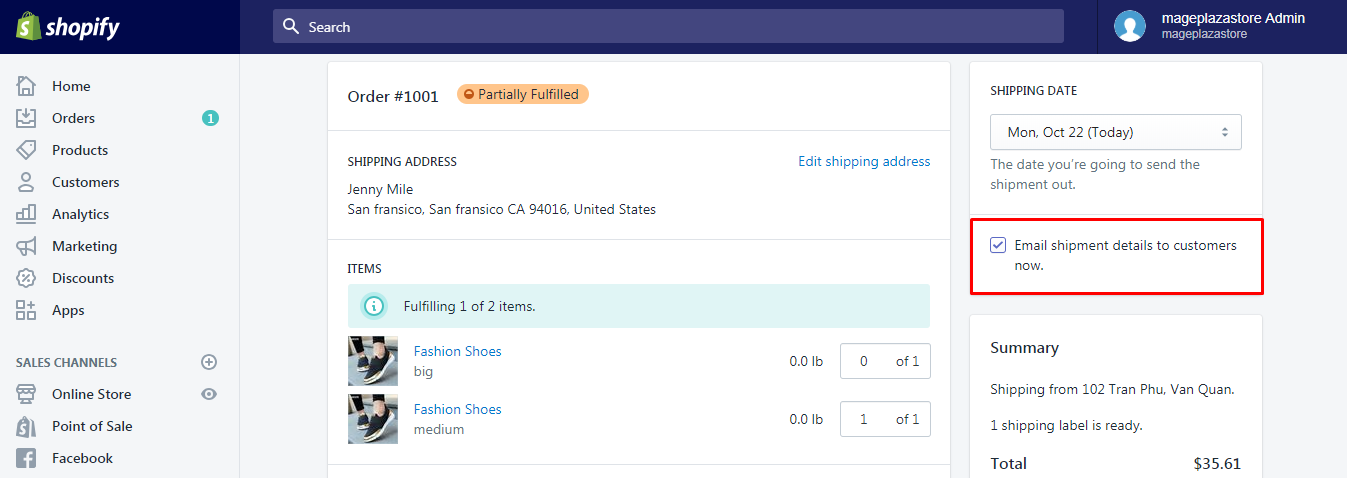 shopify
Search
mageplazastore Admin
mageplazastore
Home
Orders 1
Products
Customers
Analytics
Marketing
Discounts
Apps
SALES CHANNELS
Online Store
Point of Sale
Facebook
Order #1001 Partially Fulfilled
SHIPPING ADDRESS Edit shipping address
Jenny Mile
San fransico, San fransico CA 94016, United States
ITEMS
Fulfilling 1 of 2 items.
Fashion Shoes
big
0.0 lb 0 of 1
Fashion Shoes
medium
0.0 lb 1 of 1
SHIPPING DATE
Mon, Oct 22 (Today)
The date you’re going to send the
shipment out.
Email shipment details to customers
now.
Summary
Shipping from 102 Tran Phu, Van Quan.
1 shipping label is ready.
Total $35.61